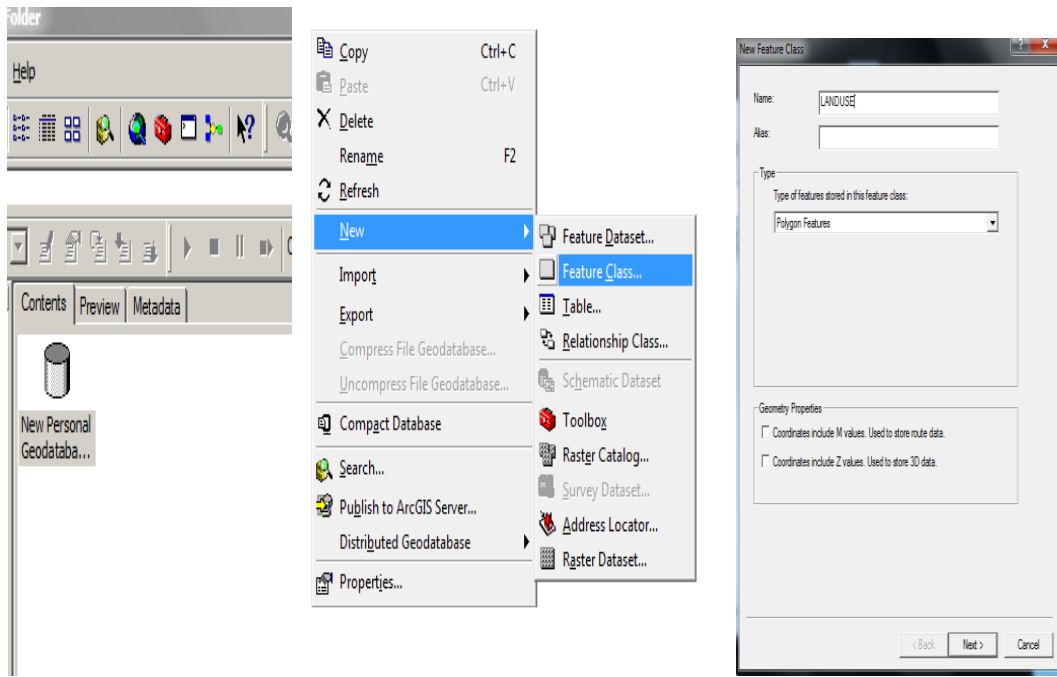 Folder
Help
Contents Preview Metadata
New Personal
Geodataba...
Copy Ctrl+C
Paste Ctrl+V
Delete
Rename F2
Refresh
New
Import
Export
Compress File Geodatabase...
Uncompress File Geodatabase...
Compact Database
Search...
Publish to ArcGIS Server...
Distributed Geodatabase
Properties...
Feature Dataset...
Feature Class...
Table...
Relationship Class...
Schematic Dataset
Toolbox
Raster Catalog...
Survey Dataset...
Address Locator...
Raster Dataset...
New Feature Class
Name: LANDUSE
Alias:
Type
Type of features stored in this feature class:
Polygon Features
Geometry Properties
Coordinates include M values. Used to store route data.
Coordinates include Z values. Used to store 3D data.
< Back Next > Cancel